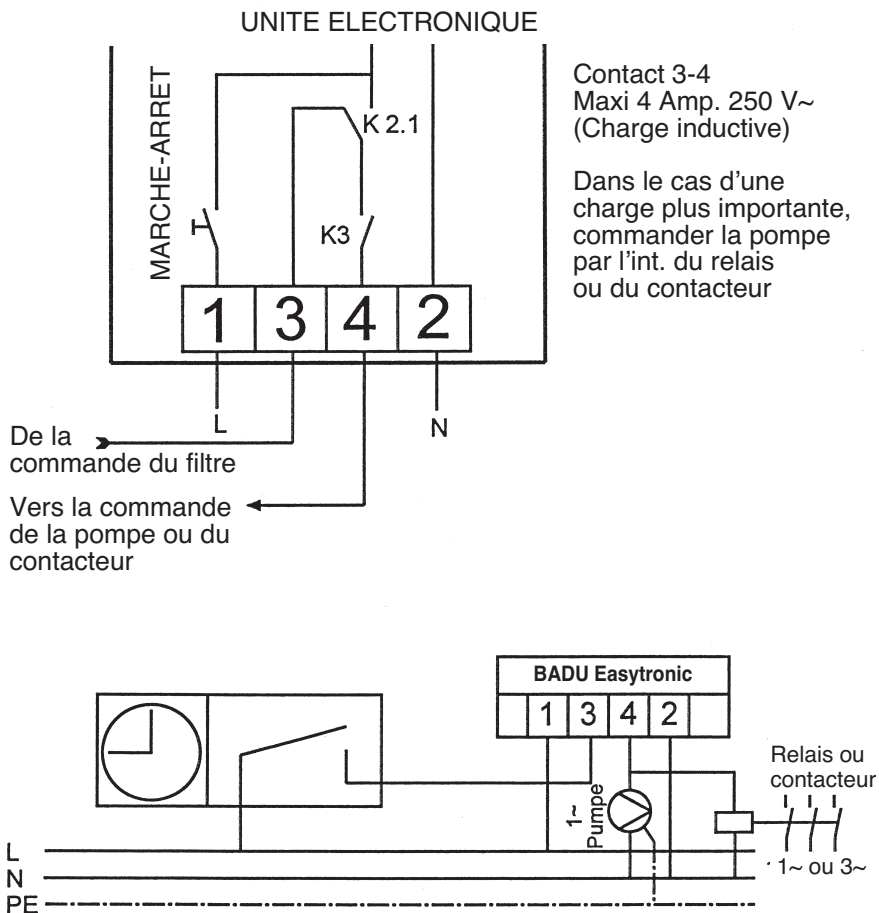 UNITE ELECTRONIQUE
MARCHE-ARRET
K 2.1
K3
1 3 4 2
L
N
Contact 3-4
Maxi 4 Amp. 250 V~
(Charge inductive)
Dans le cas d'une
charge plus importante,
commander la pompe
par l'int. du relais
ou du contacteur
De la
commande du filtre
Vers la commande
de la pompe ou du
contacteur
BADU Easytronic
1 3 4 2
1~
Pumpe
Relais ou
contacteur
1~ ou 3~
L
N
PE